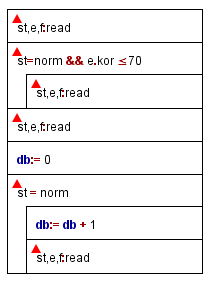 st,e,f:read
st=norm && e.kor ≤70
st,e,f:read
st,e,f:read
db:= 0
st = norm
db:= db + 1
st,e,f:read